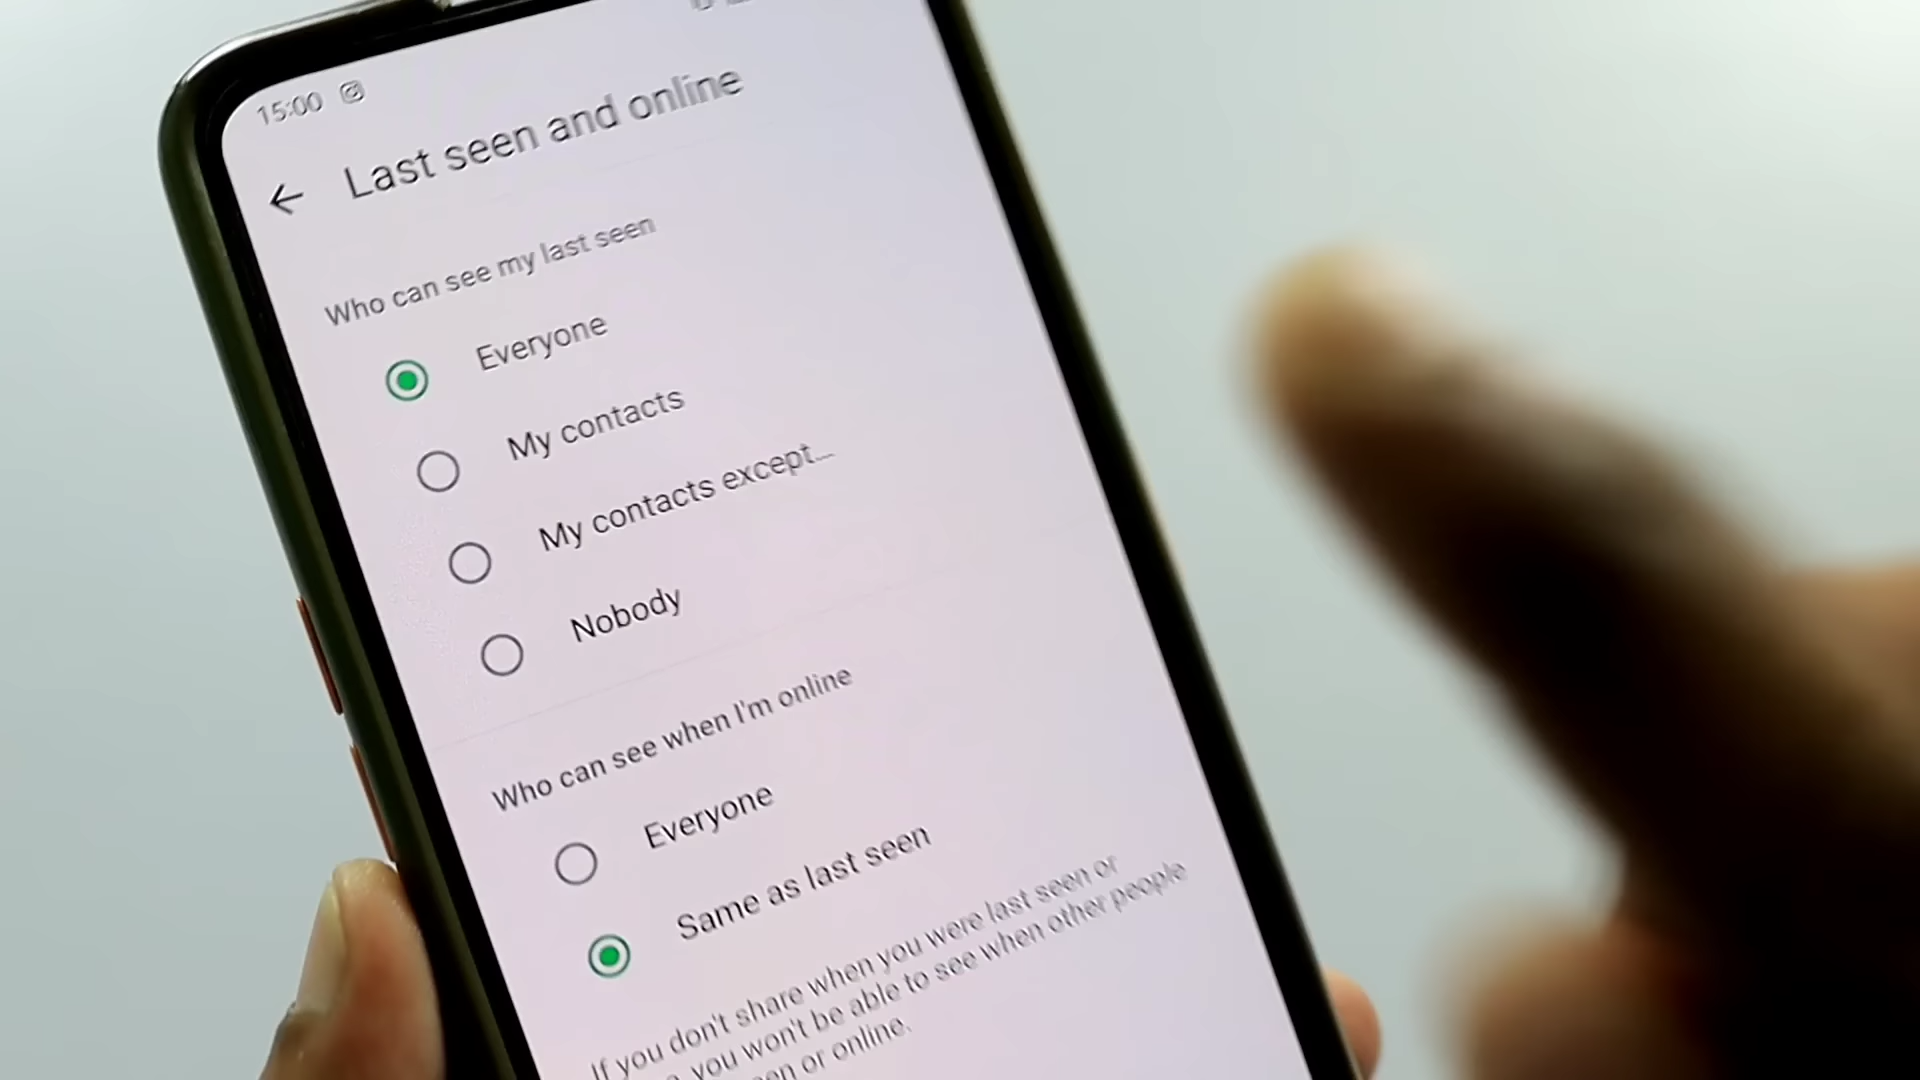 15:00
Last seen and online
Who can see my last seen
Everyone
My contacts
My contacts except...
Nobody
Who can see when I'm online
Everyone
Same as last seen
If you don't share when you were last seen or
you won't be able to see when other people
or online.